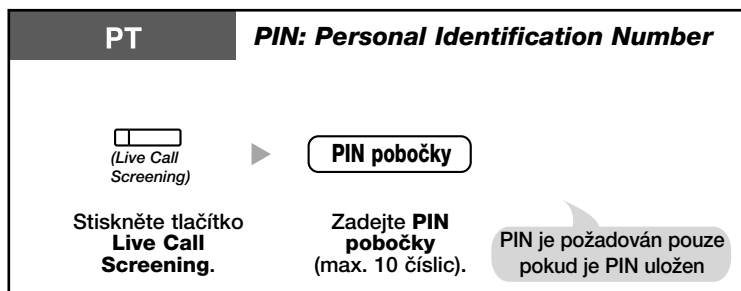 PT
PIN: Personal Identification Number
(Live Call
Screening)
PIN pobočky
Stiskněte tlačítko
Live Call
Screening.
Zadejte PIN
pobočky
(max. 10 číslic).
PIN je požadován pouze
pokud je PIN uložen